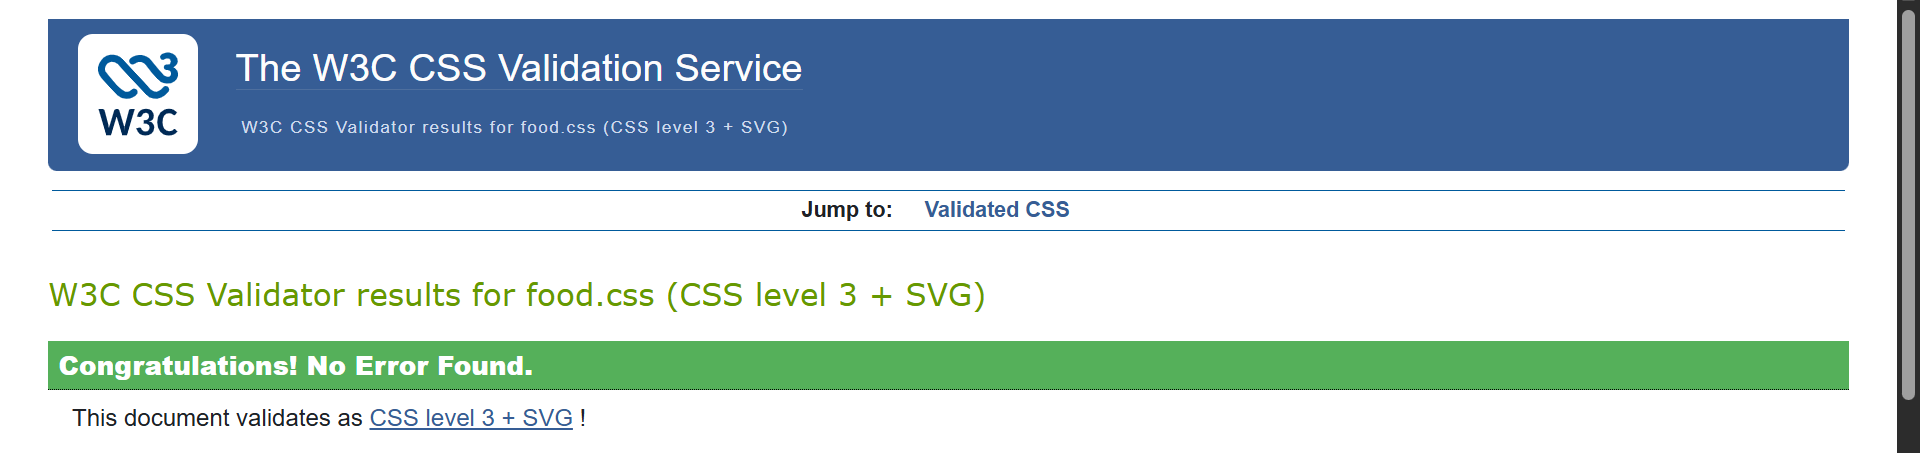 W3C
The W3C CSS Validation Service
W3C CSS Validator results for food.css (CSS level 3 + SVG)
Jump to: Validated CSS
W3C CSS Validator results for food.css (CSS level 3 + SVG)
Congratulations! No Error Found.
This document validates as CSS level 3 + SVG !